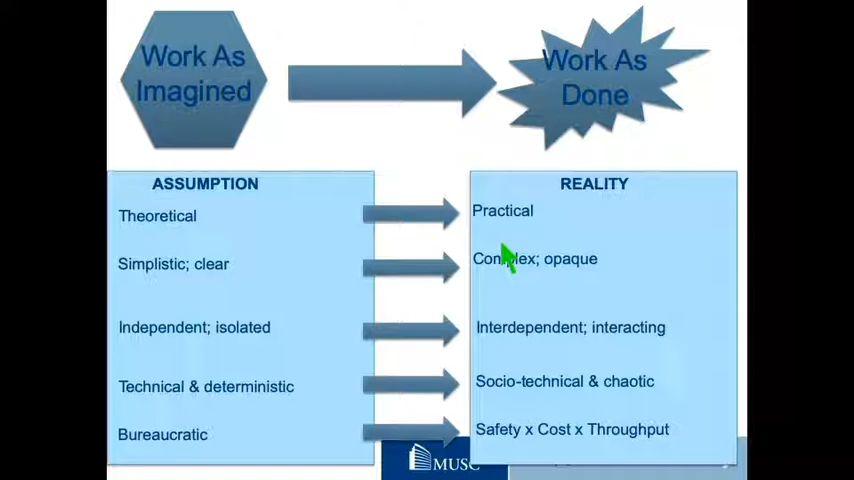 Work As
Imagined
Work As
Done
ASSUMPTION
Theoretical
Simplistic; clear
Independent; isolated
Technical & deterministic
Bureaucratic
REALITY
Practical
Complex; opaque
Interdependent; interacting
Socio-technical & chaotic
Safety x Cost x Throughput
MUSC